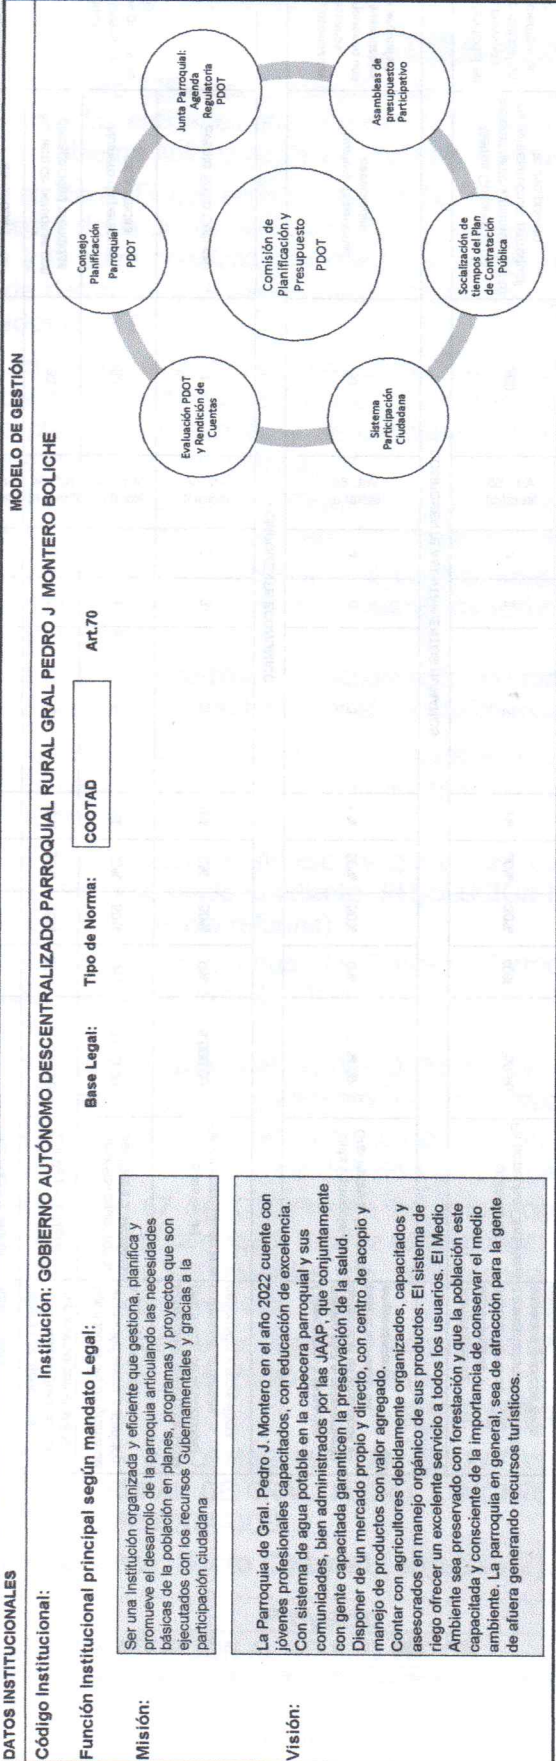 DATOS INSTITUCIONALES
MODELO DE GESTIÓN
Código Institucional:
Institución: GOBIERNO AUTÓNOMO DESCENTRALIZADO PARROQUIAL RURAL GRAL PEDRO J MONTERO BOLICHE
Función Institucional principal según mandato Legal:
Base Legal:
Tipo de Norma:
COOTAD
Art.70
Misión:
Ser una Institución organizada y eficiente que gestiona, planifica y
promueve el desarrollo de la parroquia articulando las necesidades
básicas de la población en planes, programas y proyectos que son
ejecutados con los recursos Gubernamentales y gracias a la
participación ciudadana
Visión:
La Parroquia de Gral. Pedro J. Montero en el año 2022 cuente con
jóvenes profesionales capacitados, con educación de excelencia.
Con sistema de agua potable en la cabecera parroquial y sus
comunidades, bien administrados por las JAAP, que conjuntamente
con gente capacitada garanticen la preservación de la salud.
Disponer de un mercado propio y directo, con centro de acopio y
manejo de productos con valor agregado.
Contar con agricultores debidamente organizados, capacitados y
asesorados en manejo orgánico de sus productos. El sistema de
riego ofrecer un excelente servicio a todos los usuarios. El Medio
Ambiente sea preservado con forestación y que la población este
capacitada y consciente de la importancia de conservar el medio
ambiente. La parroquia en general, sea de atracción para la gente
de afuera generando recursos turísticos.
Consejo
Planificación
Parroquial
PDOT
Junta Parroquial:
Agenda
Regulatoria
PDOT
Asambleas de
presupuesto
Participativo
Socialización de
tiempos del Plan
de Contratación
Pública
Sistema
Participación
Ciudadana
Evaluación PDOT
y Rendición de
Cuentas
Comisión de
Planificación y
Presupuesto
PDOT